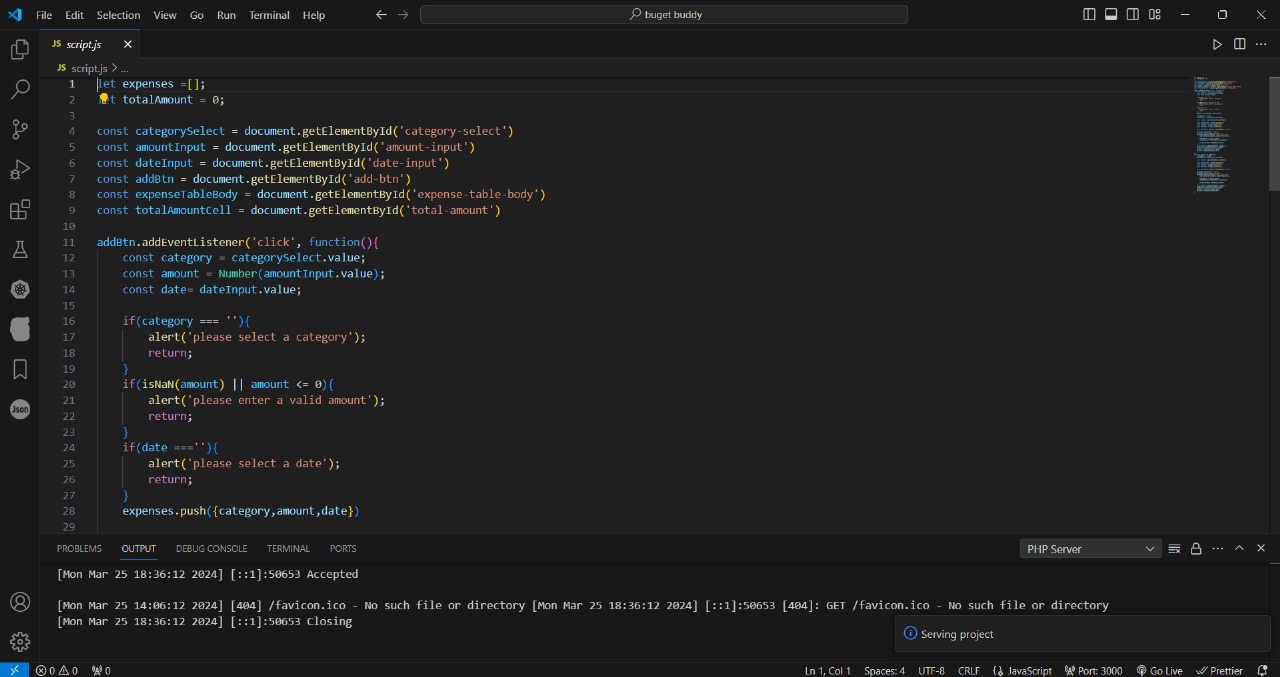 File Edit Selection View Go Run Terminal Help
buget buddy
JS script.js
JS script.js > ...
1 let expenses =[];
2 let totalAmount = 0;
3
4 const categorySelect = document.getElementById('category-select')
5 const amountInput = document.getElementById('amount-input')
6 const dateInput = document.getElementById('date-input')
7 const addBtn = document.getElementById('add-btn')
8 const expenseTableBody = document.getElementById('expense-table-body')
9 const totalAmountCell = document.getElementById('total-amount')
10
11 addBtn.addEventListener('click', function(){
12 const category = categorySelect.value;
13 const amount = Number(amountInput.value);
14 const date= dateInput.value;
15
16 if(category === ''){
17 alert('please select a category');
18 return;
19 }
20 if(isNaN(amount) || amount <= 0){
21 alert('please enter a valid amount');
22 return;
23 }
24 if(date ===''){
25 alert('please select a date');
26 return;
27 }
28 expenses.push({category,amount,date})
29
PROBLEMS OUTPUT DEBUG CONSOLE TERMINAL PORTS
PHP Server
[Mon Mar 25 18:36:12 2024] [::1]:50653 Accepted
[Mon Mar 25 14:06:12 2024] [404] /favicon.ico - No such file or directory [Mon Mar 25 18:36:12 2024] [::1]:50653 [404]: GET /favicon.ico - No such file or directory
[Mon Mar 25 18:36:12 2024] [::1]:50653 Closing
Serving project
Json
0 0 0
Ln 1, Col 1 Spaces: 4 UTF-8 CRLF JavaScript Port: 3000 Go Live Prettier